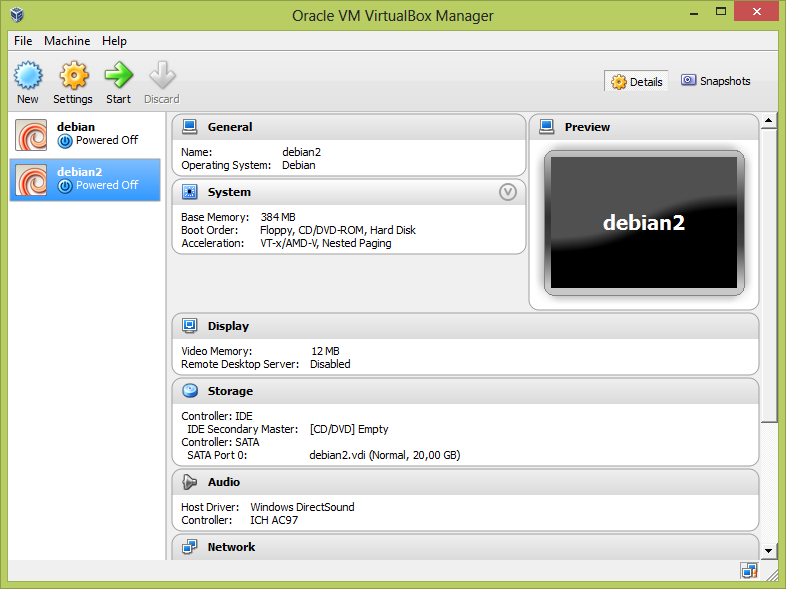 Oracle VM VirtualBox Manager
File Machine Help
New Settings Start Discard
Details Snapshots
debian
Powered Off
debian2
Powered Off
General
Name: debian2
Operating System: Debian
System
Base Memory: 384 MB
Boot Order: Floppy, CD/DVD-ROM, Hard Disk
Acceleration: VT-x/AMD-V, Nested Paging
Preview
debian2
Display
Video Memory: 12 MB
Remote Desktop Server: Disabled
Storage
Controller: IDE
IDE Secondary Master: [CD/DVD] Empty
Controller: SATA
SATA Port 0: debian2.vdi (Normal, 20,00 GB)
Audio
Host Driver: Windows DirectSound
Controller: ICH AC97
Network